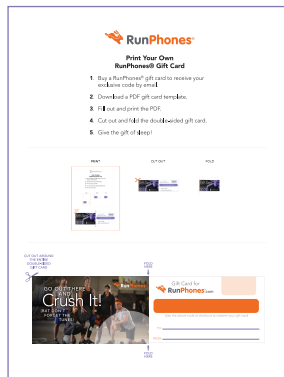 RunPhones®
Print Your Own
RunPhones® Gift Card
1. Buy a RunPhones® gift card to receive your
exclusive code by email.
2. Download a PDF gift card template.
3. Fill out and print the PDF.
4. Cut out and fold the double-sided gift card.
5. Give the gift of sleep!
PRINT
CUT OUT
FOLD
CUT OUT AROUND
THE ENTIRE
DOUBLE-SIDED
GIFT CARD
FOLD
HERE
GO OUT THERE
AND
Crush It!
BUT DON'T
FORGET THE
TUNES!
Run
Gift Card for
RunPhones.com
FOLD
HERE